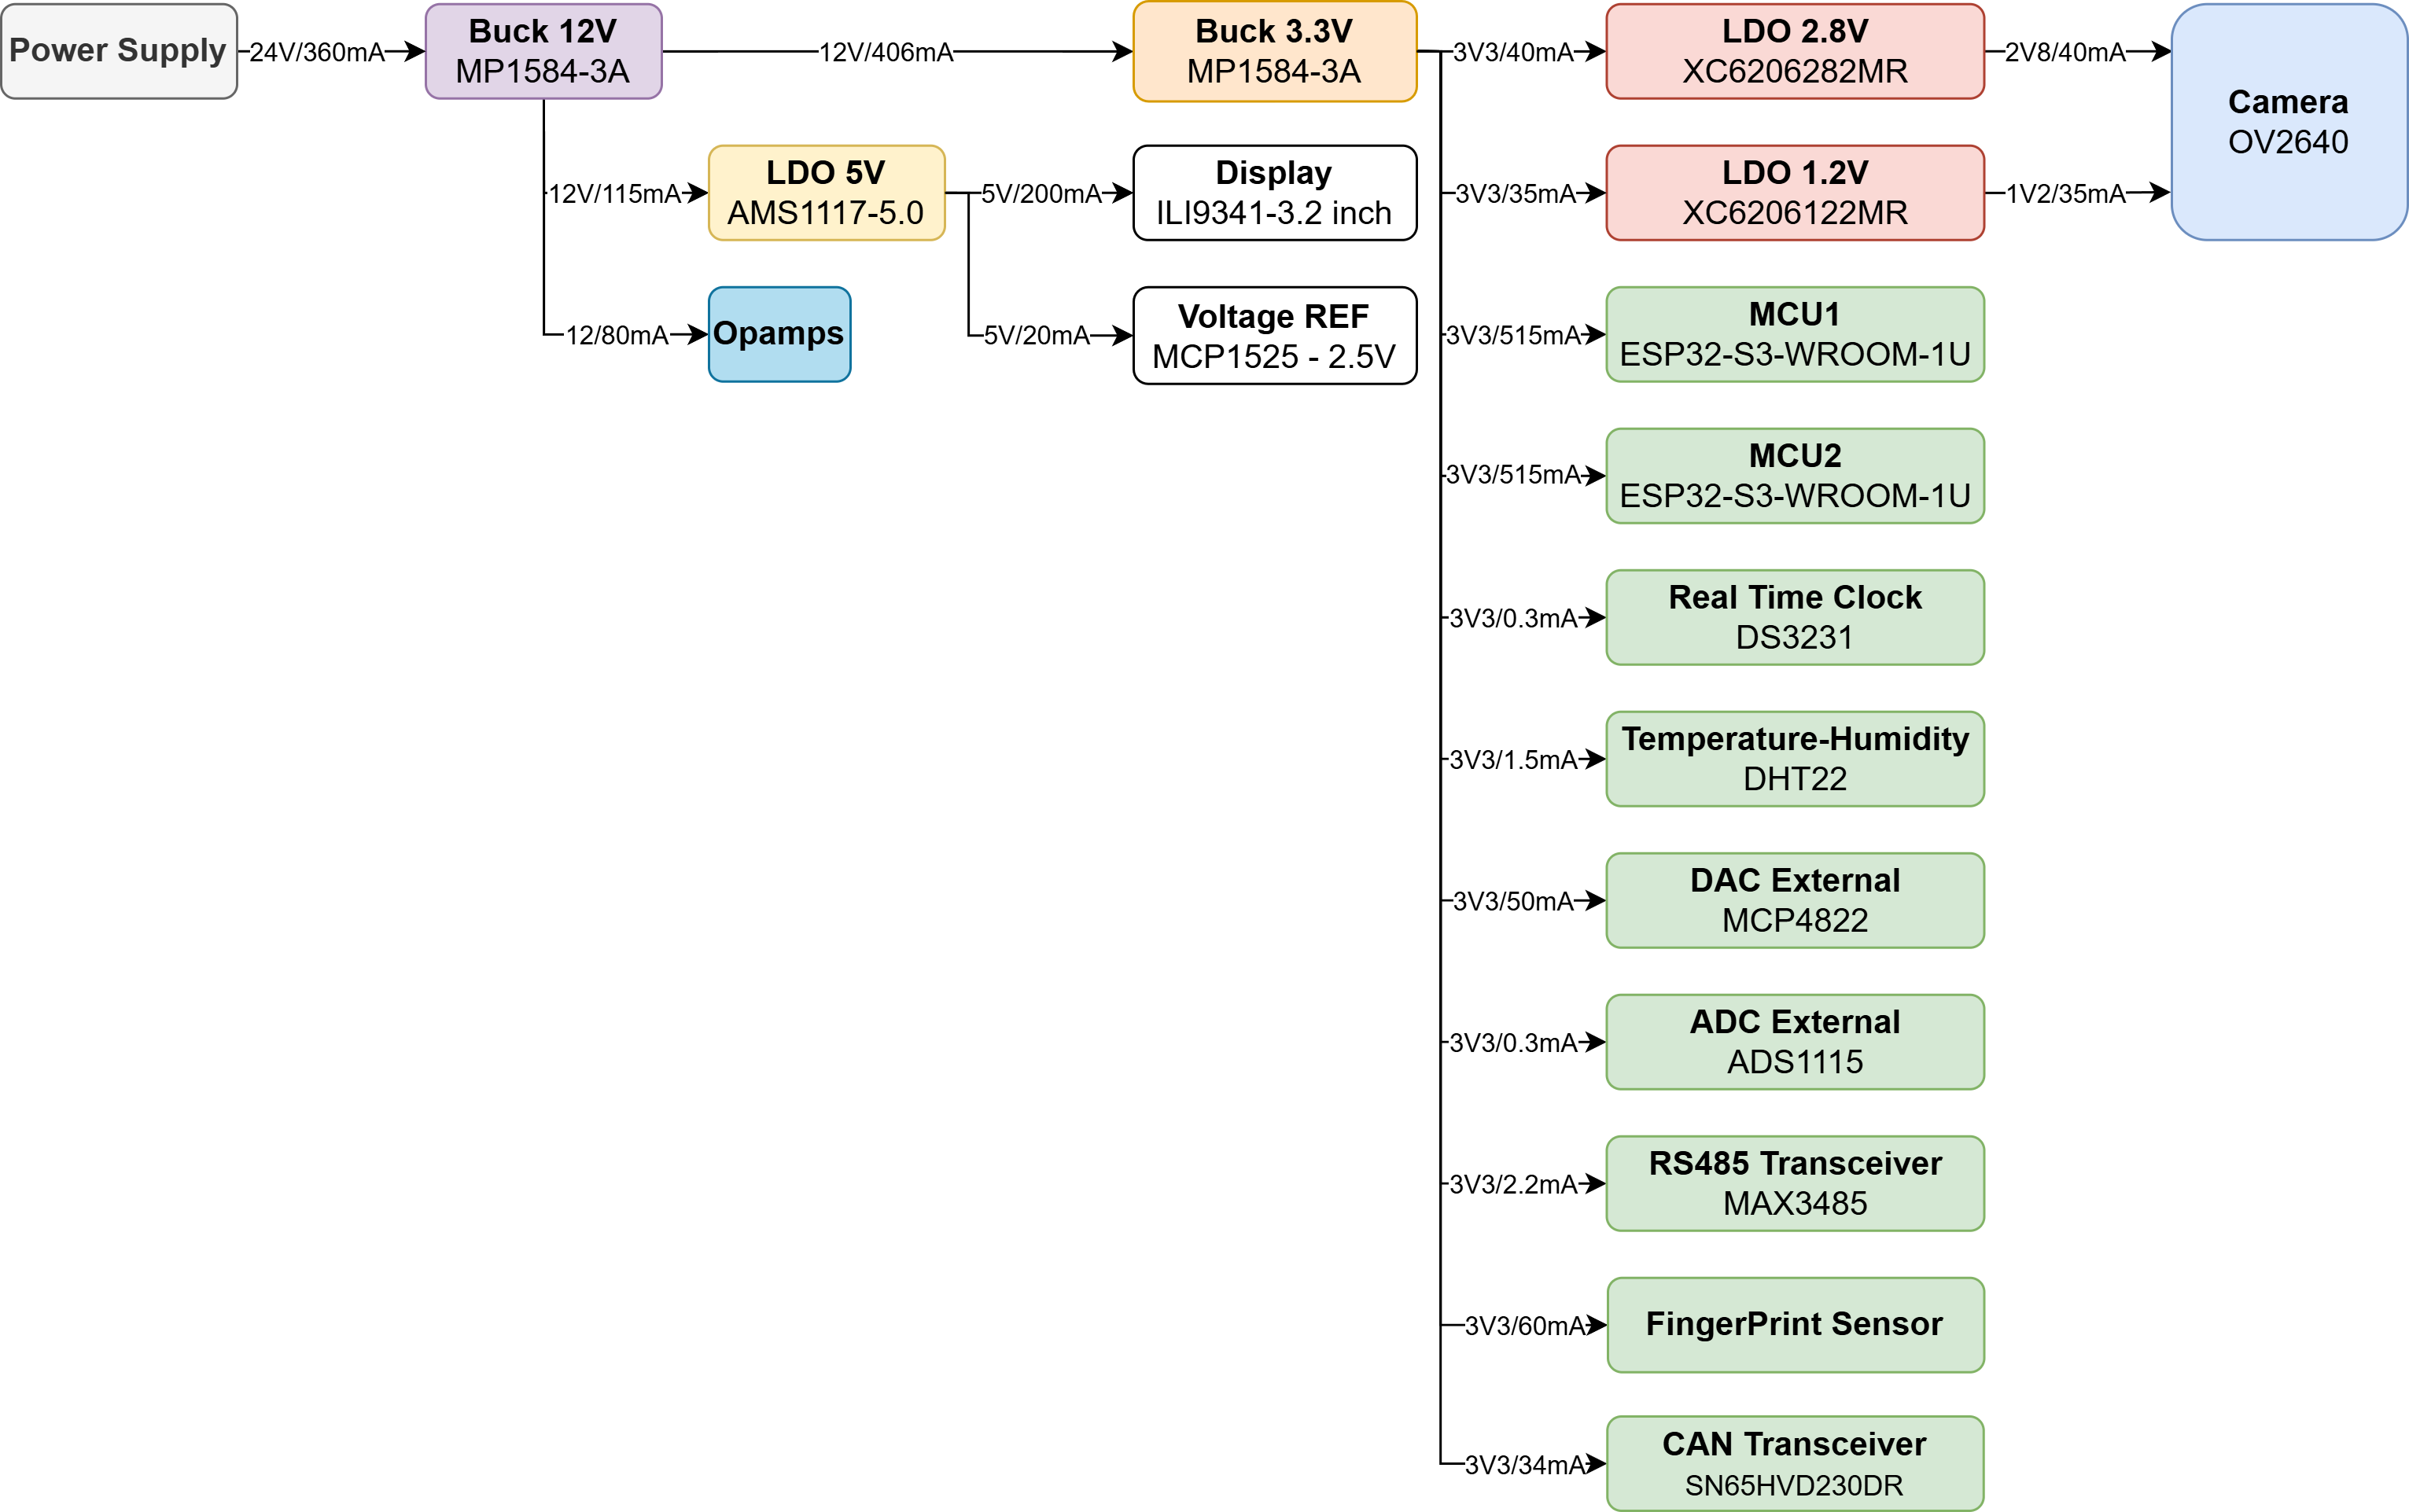 Power Supply
24V/360mA
Buck 12V
MP1584-3A
12V/406mA
Buck 3.3V
MP1584-3A
3V3/40mA
LDO 2.8V
XC6206282MR
2V8/40mA
Camera
OV2640
12V/115mA
LDO 5V
AMS1117-5.0
5V/200mA
Display
ILI9341-3.2 inch
3V3/35mA
LDO 1.2V
XC6206122MR
1V2/35mA
12/80mA
Opamps
5V/20mA
Voltage REF
MCP1525 - 2.5V
3V3/515mA
MCU1
ESP32-S3-WROOM-1U
3V3/515mA
MCU2
ESP32-S3-WROOM-1U
3V3/0.3mA
Real Time Clock
DS3231
3V3/1.5mA
Temperature-Humidity
DHT22
3V3/50mA
DAC External
MCP4822
3V3/0.3mA
ADC External
ADS1115
3V3/2.2mA
RS485 Transceiver
MAX3485
3V3/60mA
FingerPrint Sensor
3V3/34mA
CAN Transceiver
SN65HVD230DR